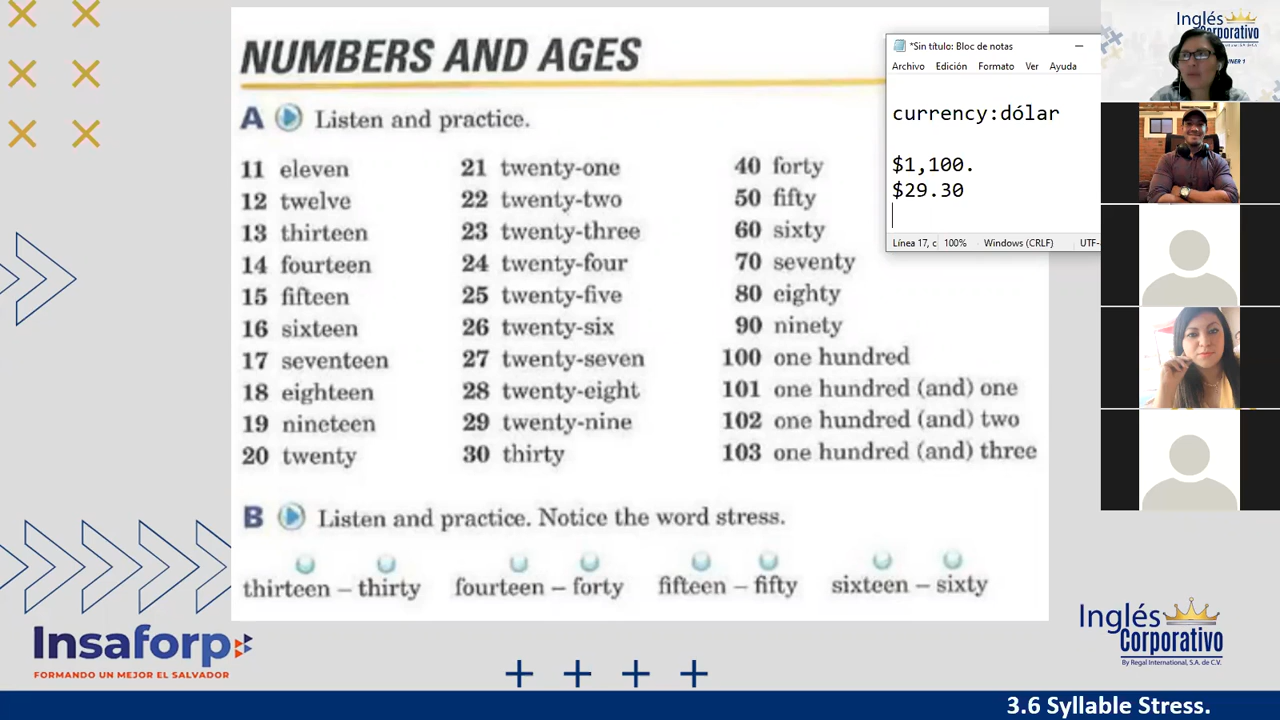 NUMBERS AND AGES
A Listen and practice.
11 eleven
12 twelve
13 thirteen
14 fourteen
15 fifteen
16 sixteen
17 seventeen
18 eighteen
19 nineteen
20 twenty
21 twenty-one
22 twenty-two
23 twenty-three
24 twenty-four
25 twenty-five
26 twenty-six
27 twenty-seven
28 twenty-eight
29 twenty-nine
30 thirty
40 forty
50 fifty
60 sixty
70 seventy
80 eighty
90 ninety
100 one hundred
101 one hundred (and) one
102 one hundred (and) two
103 one hundred (and) three
B Listen and practice. Notice the word stress.
thirteen – thirty fourteen – forty fifteen – fifty sixteen – sixty
*Sin título: Bloc de notas
Archivo Edición Formato Ver Ayuda
currency:dólar
$1,100.
$29.30
Línea 17, c 100% Windows (CRLF) UTF-
Inglés
Corporativo
NER 1
Insaforp
FORMANDO UN MEJOR EL SALVADOR
Inglés
Corporativo
By Regal International, S.A. de C.V.
3.6 Syllable Stress.